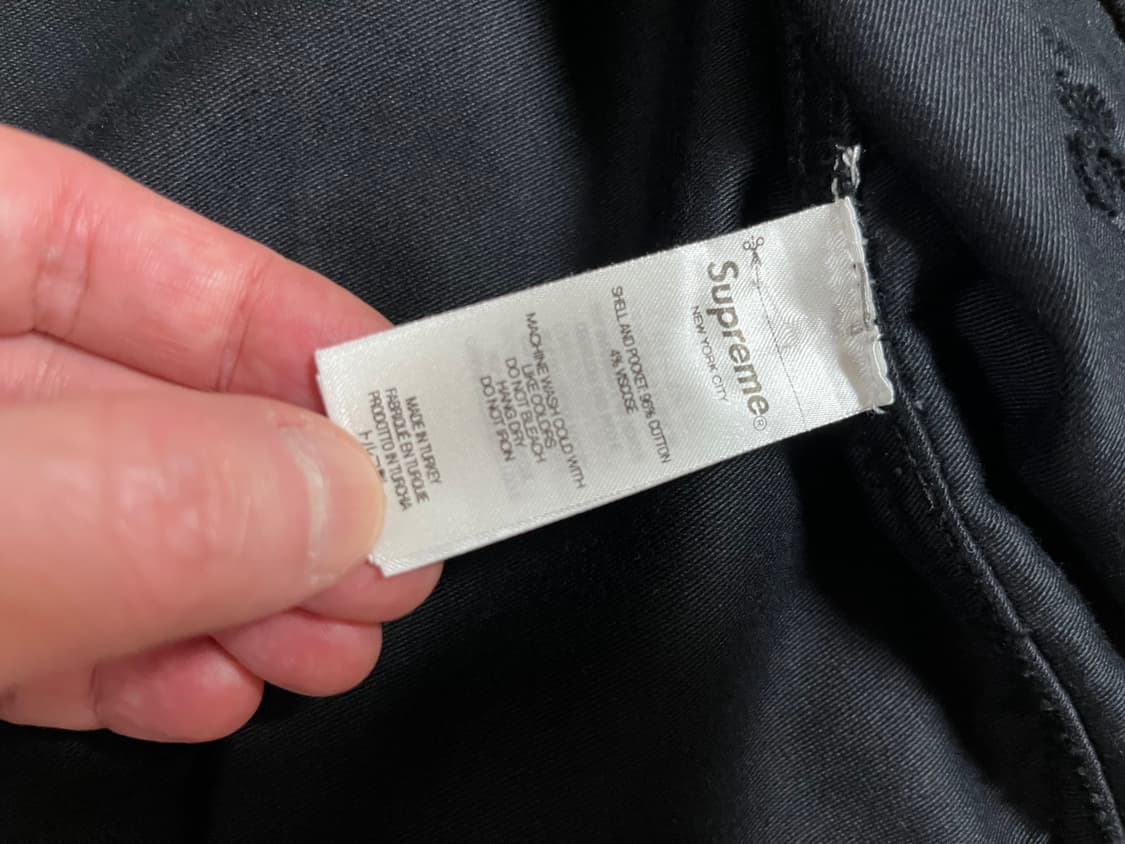 Supreme®
NEW YORK CITY
SHELL AND POCKET: 96% COTTON
4% VISCOSE
MACHINE WASH COLD WITH
LIKE COLORS
DO NOT BLEACH
HANG DRY
DO NOT IRON
MADE IN TURKEY
FABRIQUÉ EN TURQUIE
PRODOTTO IN TURCHIA